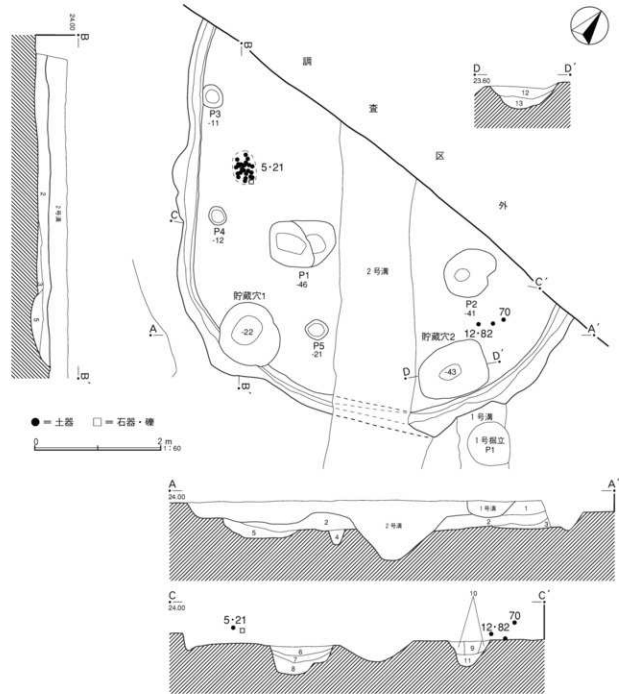 B 24.00
2
2号溝
3
5
B′
B
調査区外
D D′
23.60
12
13
P3
-11
5・21
P4
-12
C
P1
-46
2号溝
P2
-41
C′
70
12・82
A
A′
貯蔵穴1
-22
P5
-21
貯蔵穴2
-43
D
D′
B′
1号溝
1号掘立
P1
●=土器 □=石器・礫
0 2m
1:60
A A′
24.00
1号溝 1
2 2号溝 2 3
5 4
C C′
24.00
5・21
10
70
12・82
6
7
8
9
11